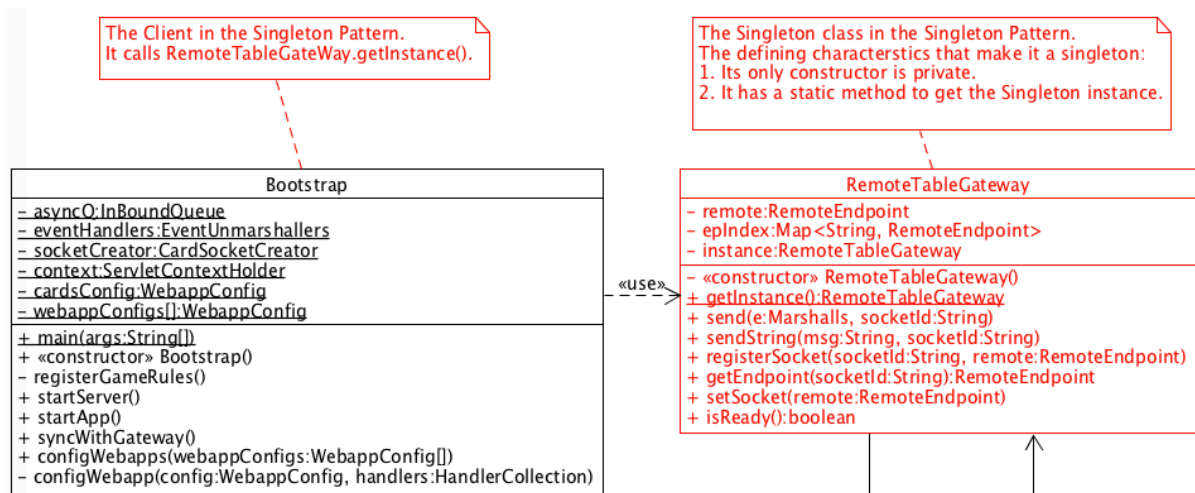 The Client in the Singleton Pattern.
It calls RemoteTableGateWay.getInstance().
The Singleton class in the Singleton Pattern.
The defining characterstics that make it a singleton:
1. Its only constructor is private.
2. It has a static method to get the Singleton instance.
Bootstrap
- asyncQ:InBoundQueue
- eventHandlers:EventUnmarshallers
- socketCreator:CardSocketCreator
- context:ServletContextHolder
- cardsConfig:WebappConfig
- webappConfigs[]:WebappConfig
+ main(args:String[])
+ «constructor» Bootstrap()
- registerGameRules()
+ startServer()
+ startApp()
+ syncWithGateway()
+ configWebapps(webappConfigs:WebappConfig[])
- configWebapp(config:WebappConfig, handlers:HandlerCollection)
«use»
RemoteTableGateway
- remote:RemoteEndpoint
- epIndex:Map<String, RemoteEndpoint>
- instance:RemoteTableGateway
- «constructor» RemoteTableGateway()
+ getInstance():RemoteTableGateway
+ send(e:Marshalls, socketId:String)
+ sendString(msg:String, socketId:String)
+ registerSocket(socketId:String, remote:RemoteEndpoint)
+ getEndpoint(socketId:String):RemoteEndpoint
+ setSocket(remote:RemoteEndpoint)
+ isReady():boolean